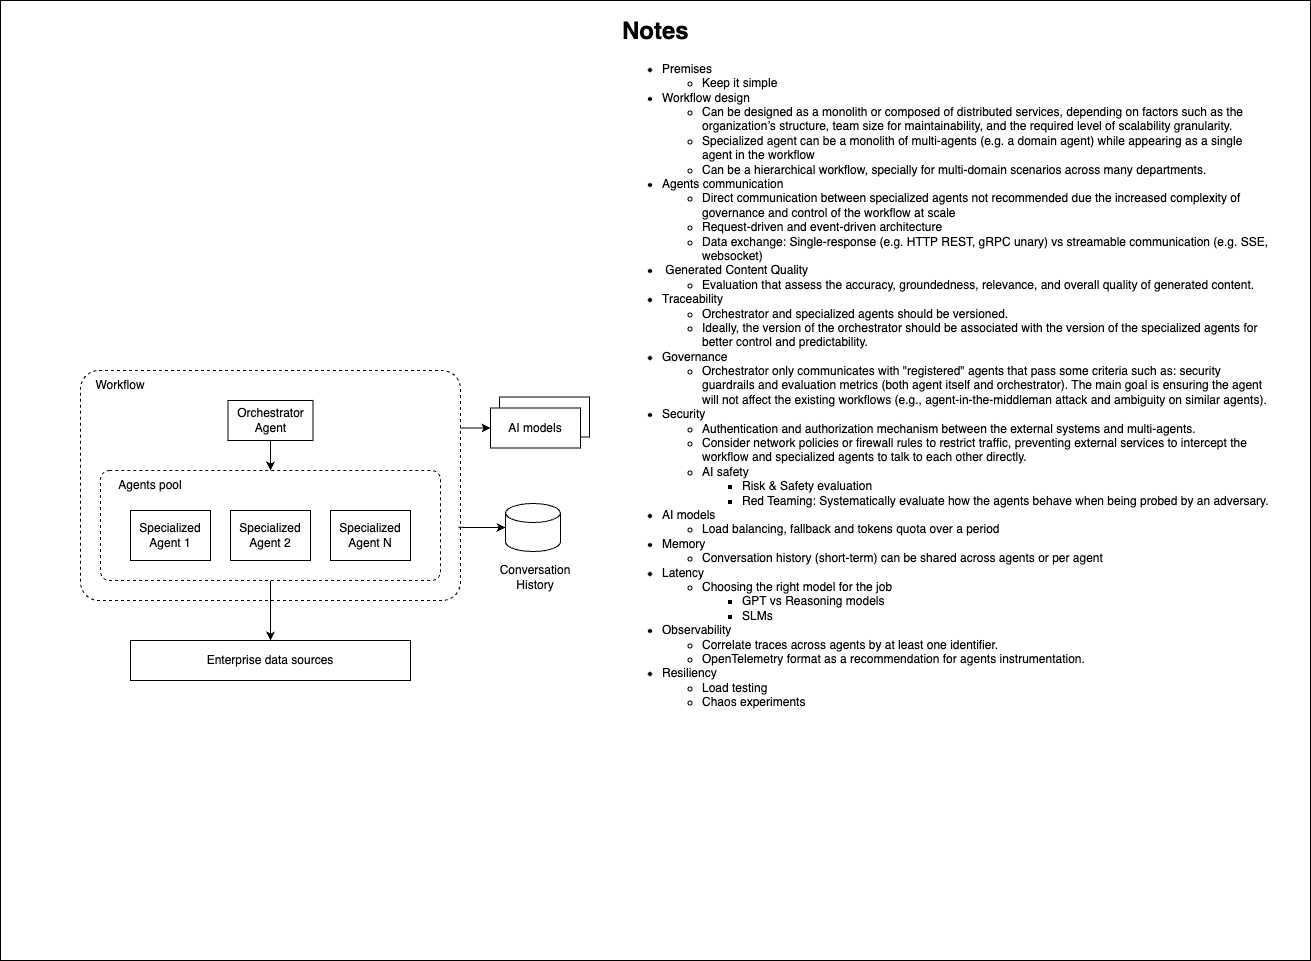 Notes
Premises
Keep it simple
Workflow design
Can be designed as a monolith or composed of distributed services, depending on factors such as the
organization's structure, team size for maintainability, and the required level of scalability granularity.
Specialized agent can be a monolith of multi-agents (e.g. a domain agent) while appearing as a single
agent in the workflow
Can be a hierarchical workflow, specially for multi-domain scenarios across many departments.
Agents communication
Direct communication between specialized agents not recommended due the increased complexity of
governance and control of the workflow at scale
Request-driven and event-driven architecture
Data exchange: Single-response (e.g. HTTP REST, gRPC unary) vs streamable communication (e.g. SSE,
websocket)
Generated Content Quality
Evaluation that assess the accuracy, groundedness, relevance, and overall quality of generated content.
Traceability
Orchestrator and specialized agents should be versioned.
Ideally, the version of the orchestrator should be associated with the version of the specialized agents for
better control and predictability.
Governance
Orchestrator only communicates with "registered" agents that pass some criteria such as: security
guardrails and evaluation metrics (both agent itself and orchestrator). The main goal is ensuring the agent
will not affect the existing workflows (e.g., agent-in-the-middleman attack and ambiguity on similar agents).
Security
Authentication and authorization mechanism between the external systems and multi-agents.
Consider network policies or firewall rules to restrict traffic, preventing external services to intercept the
workflow and specialized agents to talk to each other directly.
AI safety
Risk & Safety evaluation
Red Teaming: Systematically evaluate how the agents behave when being probed by an adversary.
AI models
Load balancing, fallback and tokens quota over a period
Memory
Conversation history (short-term) can be shared across agents or per agent
Latency
Choosing the right model for the job
GPT vs Reasoning models
SLMs
Observability
Correlate traces across agents by at least one identifier.
OpenTelemetry format as a recommendation for agents instrumentation.
Resiliency
Load testing
Chaos experiments
Workflow
Orchestrator
Agent
AI models
Agents pool
Specialized
Agent 1
Specialized
Agent 2
Specialized
Agent N
Conversation
History
Enterprise data sources